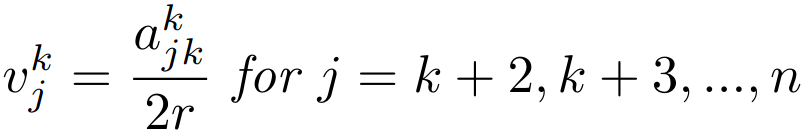 $v_j^k = \frac{a_{jk}^k}{2r}$ for $j = k+2, k+3, ..., n$